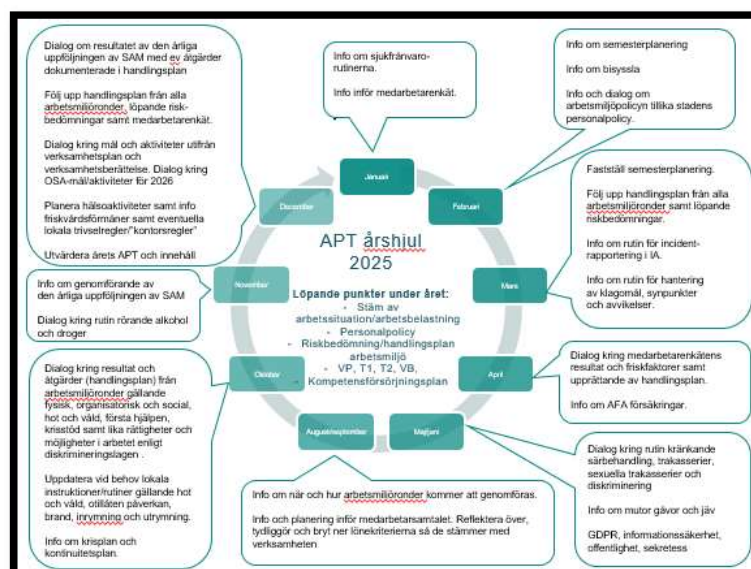 Dialog om resultatet av den årliga
uppföljningen av SAM med ev åtgärder
dokumenterade i handlingsplan
Följ upp handlingsplan från alla
arbetsmiljöronder, löpande risk-
bedömningar samt medarbetarenkät.
Dialog kring mål och aktiviteter utifrån
verksamhetsplan och
verksamhetsberättelse. Dialog kring
OSA-mål/aktiviteter för 2026
Planera hälsoaktiviteter samt info
friskvårdsförmåner samt eventuella
lokala trivselregler/"kontorsregler"
Utvärdera årets APT och innehåll
Info om sjukfrånvaro-
rutinerna.
Info inför medarbetarenkät.
Info om semesterplanering
Info om bisyssla
Info och dialog om
arbetsmiljöpolicyn tillika stadens
personalpolicy.
Januari
Februari
December
Fastställ semesterplanering.
Följ upp handlingsplan från alla
arbetsmiljöronder samt löpande
riskbedömningar.
Info om rutin för incident-
rapportering i IA.
Info om rutin för hantering
av klagomål, synpunkter
och avvikelser.
APT årshjul
2025
November
Mars
Info om genomförande av
den årliga uppföljningen av SAM
Dialog kring rutin rörande alkohol
och droger
Löpande punkter under året:
- Stäm av
arbetssituation/arbetsbelastning
- Personalpolicy
- Riskbedömning/handlingsplan
arbetsmiljö
- VP, T1, T2, VB,
- Kompetensförsörjningsplan
Oktober
April
Dialog kring resultat och
åtgärder (handlingsplan) från
arbetsmiljöronder gällande
fysisk, organisatorisk och social,
hot och våld, första hjälpen,
krisstöd samt lika rättigheter och
möjligheter i arbetet enligt
diskrimineringslagen .
Uppdatera vid behov lokala
instruktioner/rutiner gällande hot
och våld, otillåten påverkan,
brand, inrymning och utrymning.
Info om krisplan och
kontinuitetsplan.
Dialog kring medarbetarenkätens
resultat och friskfaktorer samt
upprättande av handlingsplan.
Info om AFA försäkringar.
Augusti/september
Maj/juni
Info om när och hur arbetsmiljöronder kommer att genomföras.
Info och planering inför medarbetarsamtalet. Reflektera över,
tydliggör och bryt ner lönekriterierna så de stämmer med
verksamheten
Dialog kring rutin kränkande
särbehandling, trakasserier,
sexuella trakasserier och
diskriminering
Info om mutor gåvor och jäv
GDPR, informationssäkerhet,
offentlighet, sekretess